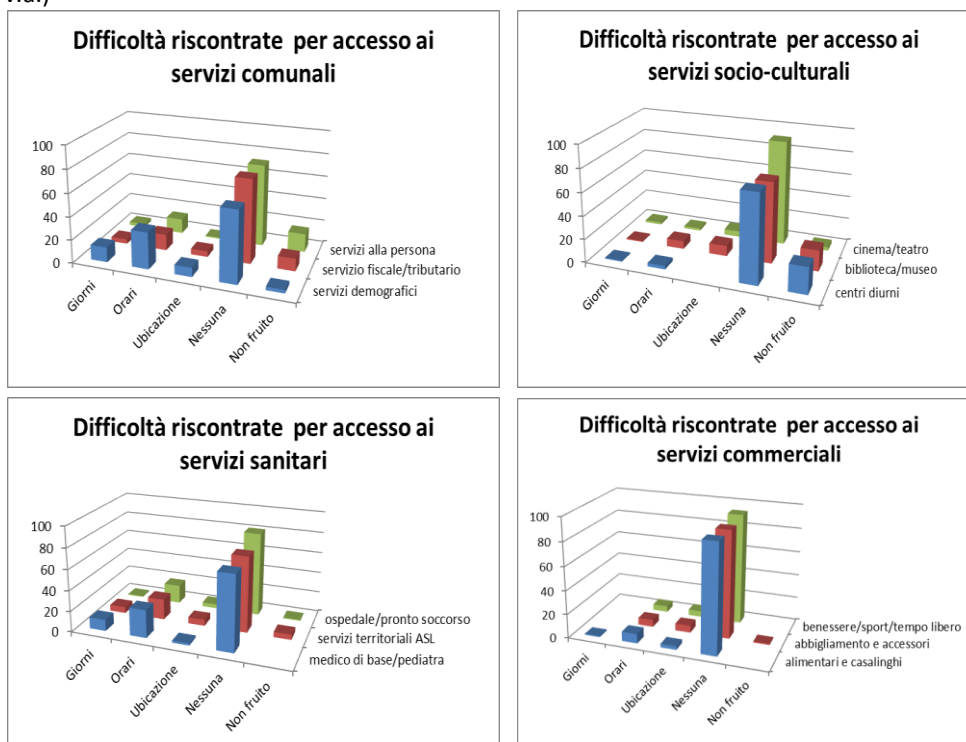 Difficoltà riscontrate per accesso ai
servizi comunali
100
80
60
40
20
0
Giorni
Orari
Ubicazione
Nessuna
Non fruito
servizi alla persona
servizio fiscale/tributario
servizi demografici
Difficoltà riscontrate per accesso ai
servizi socio-culturali
100
80
60
40
20
0
Giorni
Orari
Ubicazione
Nessuna
Non fruito
cinema/teatro
biblioteca/museo
centri diurni
Difficoltà riscontrate per accesso ai
servizi sanitari
100
80
60
40
20
0
Giorni
Orari
Ubicazione
Nessuna
Non fruito
ospedale/pronto soccorso
servizi territoriali ASL
medico di base/pediatra
Difficoltà riscontrate per accesso ai
servizi commerciali
100
80
60
40
20
0
Giorni
Orari
Ubicazione
Nessuna
Non fruito
benessere/sport/tempo libero
abbigliamento e accessori
alimentari e casalinghi